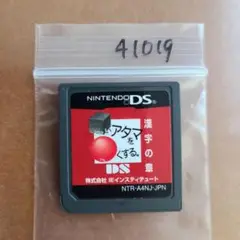 41019
NINTENDO DS
アタマを
くする。
DS
漢字の章
株式会社 IEインスティテュート
NTR-A4NJ-JPN